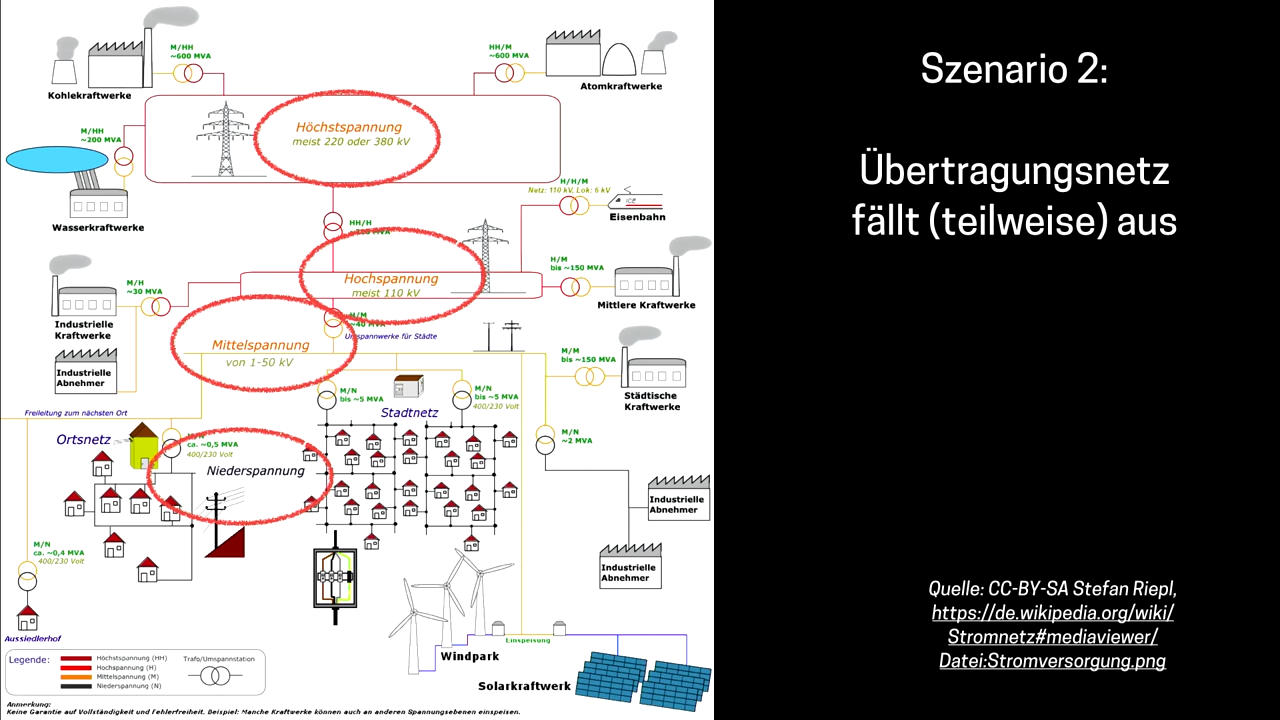 M/HH
~600 MVA
Kohlekraftwerke
HH/M
~600 MVA
Atomkraftwerke
Höchstspannung
meist 220 oder 380 kV
M/HH
~200 MVA
Wasserkraftwerke
H/H/M
Netz: 110 kV, Lok: 6 kV
ICE
Eisenbahn
HH/H
Hochspannung
meist 110 kV
H/M
bis ~150 MVA
Mittlere Kraftwerke
M/H
~30 MVA
Industrielle
Kraftwerke
Industrielle
Abnehmer
~40 MVA
Umspannwerke für Städte
Mittelspannung
von 1-50 kV
M/M
bis ~150 MVA
Städtische
Kraftwerke
M/N
bis ~5 MVA
M/N
bis ~5 MVA
400/230 Volt
Stadtnetz
Freileitung zum nächsten Ort
Ortsnetz
ca. ~0,5 MVA
400/230 Volt
Niederspannung
M/N
~2 MVA
Industrielle
Abnehmer
Industrielle
Abnehmer
M/N
ca. ~0,4 MVA
400/230 Volt
Aussiedlerhof
Windpark
Einspeisung
Solarkraftwerk
Legende:
Höchstspannung (HH)
Hochspannung (H)
Mittelspannung (M)
Niederspannung (N)
Trafo/Umspannstation
Anmerkung:
Keine Garantie auf Vollständigkeit und Fehlerfreiheit. Beispiel: Manche Kraftwerke können auch an anderen Spannungsebenen einspeisen.
Szenario 2:
Übertragungsnetz
fällt (teilweise) aus
Quelle: CC-BY-SA Stefan Riepl,
https://de.wikipedia.org/wiki/
Stromnetz#mediaviewer/
Datei:Stromversorgung.png